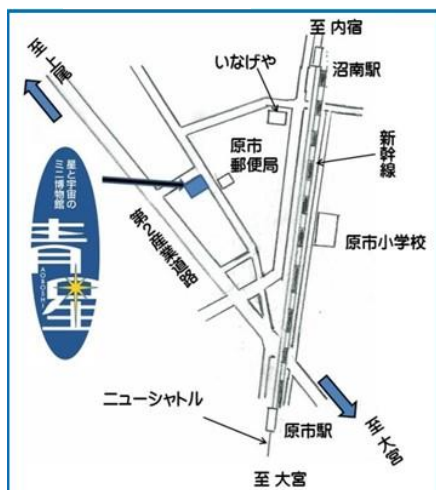 至 内宿
沼南駅
至 上尾
いなげや
原市
郵便局
新幹線
星と宇宙の
ミニ博物館
青星
AOBOSHI
第2産業道路
原市小学校
ニューシャトル
原市駅
至 大宮
至 大宮